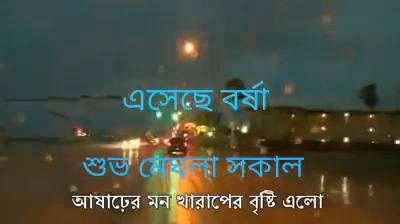 এসেছে বর্ষা
শুভ মেঘলা সকাল
আষাঢ়ের মন খারাপের বৃষ্টি এলো